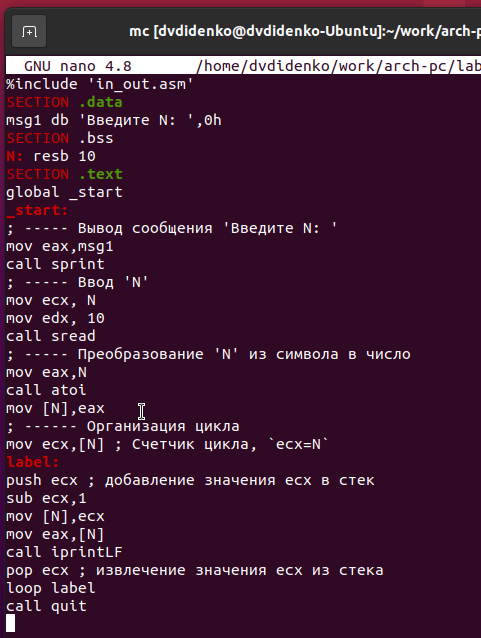 mc [dvdidenko@dvdidenko-Ubuntu]:~/work/arch-p
GNU nano 4.8 /home/dvdidenko/work/arch-pc/lab
%include 'in_out.asm'
SECTION .data
msg1 db 'Введите N: ',0h
SECTION .bss
N: resb 10
SECTION .text
global _start
_start:
; ----- Вывод сообщения 'Введите N: '
mov eax,msg1
call sprint
; ----- Ввод 'N'
mov ecx, N
mov edx, 10
call sread
; ----- Преобразование 'N' из символа в число
mov eax,N
call atoi
mov [N],eax
; ------ Организация цикла
mov ecx,[N] ; Счетчик цикла, `ecx=N`
label:
push ecx ; добавление значения ecx в стек
sub ecx,1
mov [N],ecx
mov eax,[N]
call iprintLF
pop ecx ; извлечение значения ecx из стека
loop label
call quit